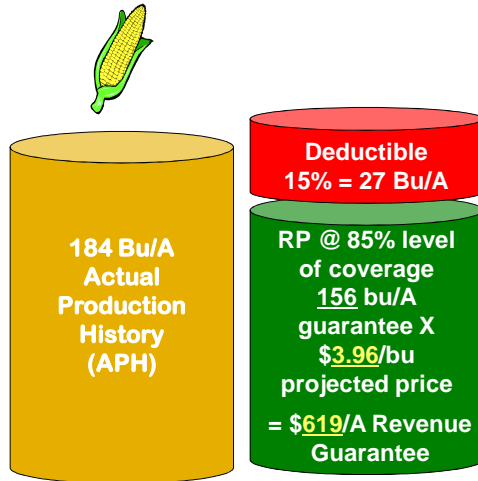 184 Bu/A
Actual
Production
History
(APH)
Deductible
15% = 27 Bu/A
RP @ 85% level
of coverage
156 bu/A
guarantee X
$3.96/bu
projected price
= $619/A Revenue
Guarantee